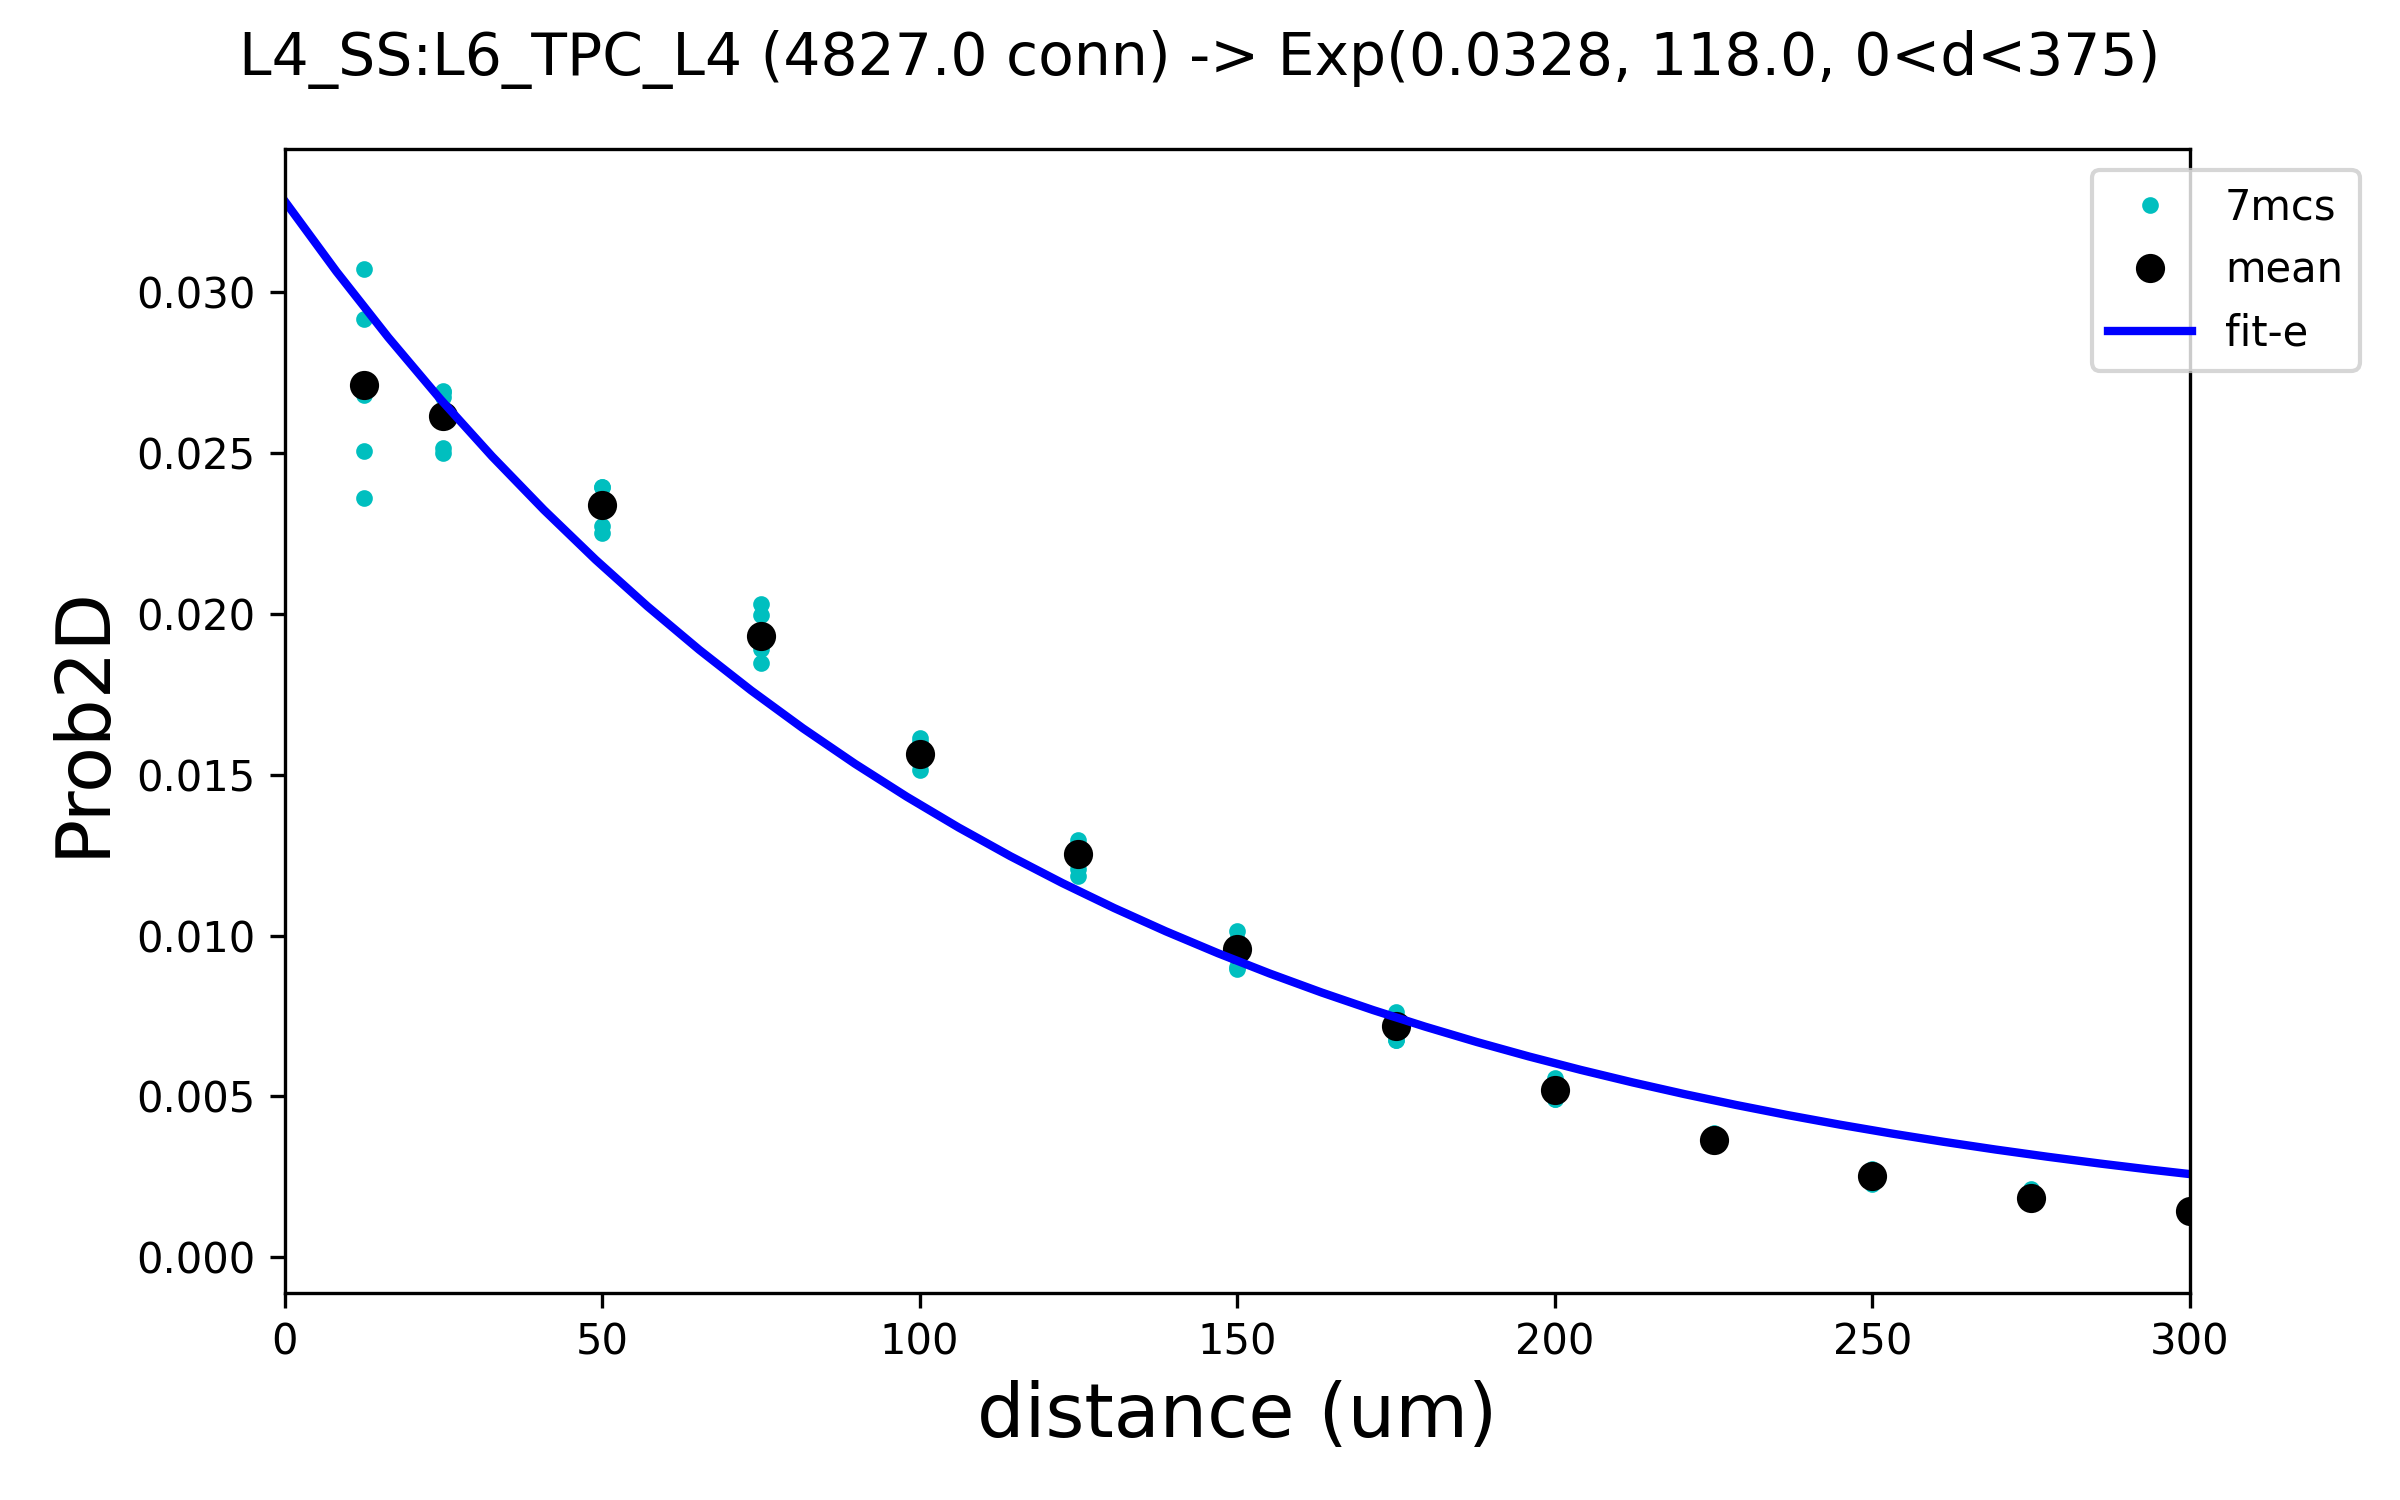 L4_SS:L6_TPC_L4 (4827.0 conn) -> Exp(0.0328, 118.0, 0<d<375)
7mcs
mean
fit-e
0.030
0.025
0.020
0.015
0.010
0.005
0.000
Prob2D
0 50 100 150 200 250 300
distance (um)